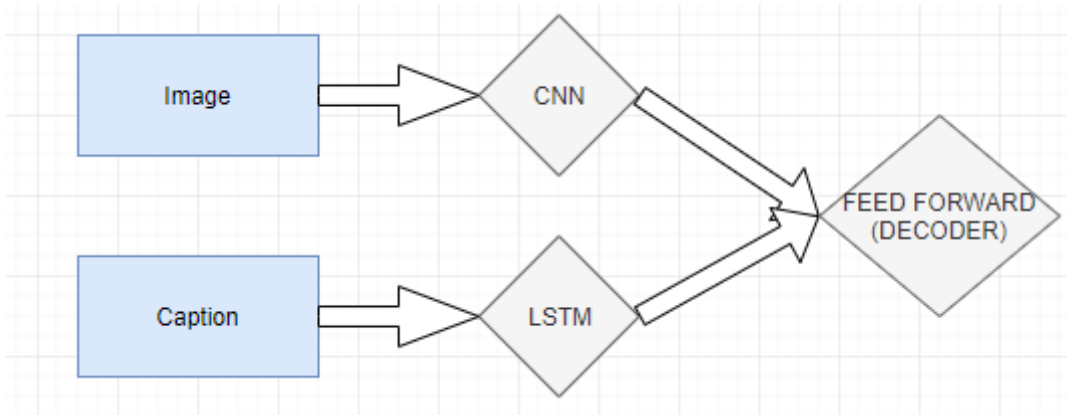 Image
CNN
FEED FORWARD
(DECODER)
Caption
LSTM